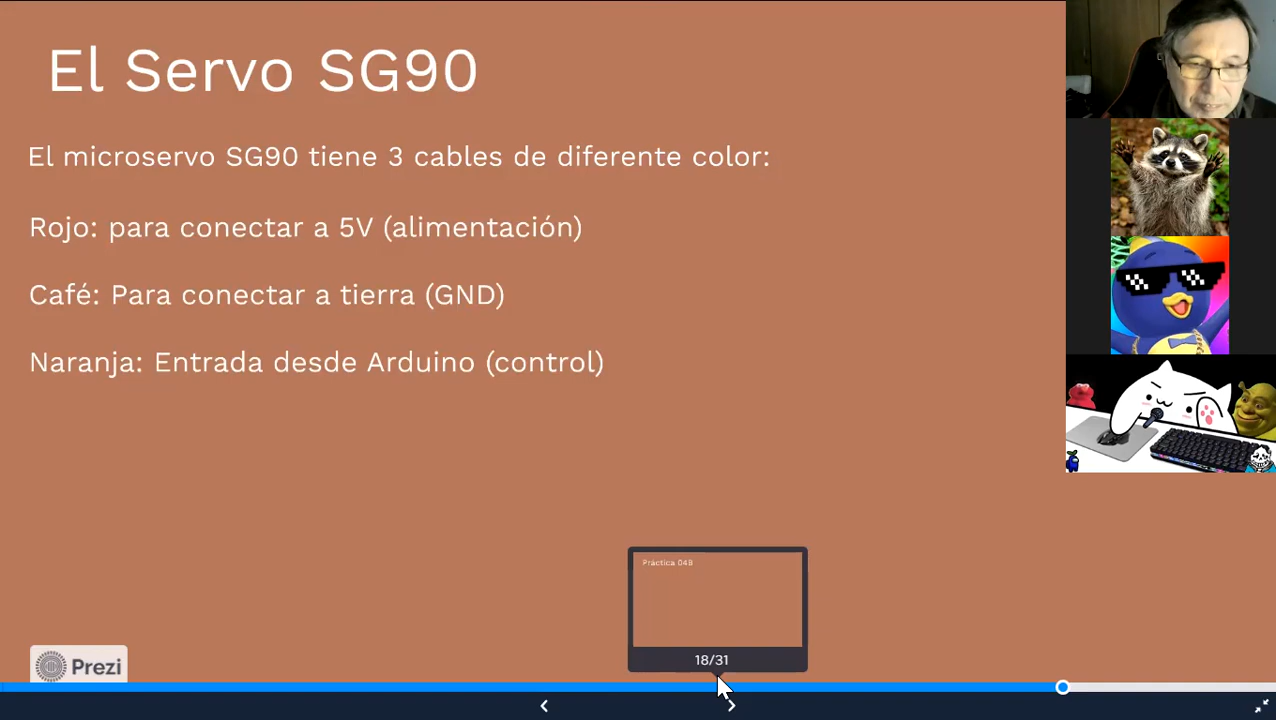 El Servo SG90
El microservo SG90 tiene 3 cables de diferente color:
Rojo: para conectar a 5V (alimentación)
Café: Para conectar a tierra (GND)
Naranja: Entrada desde Arduino (control)
Práctica 04B
18/31
Prezi